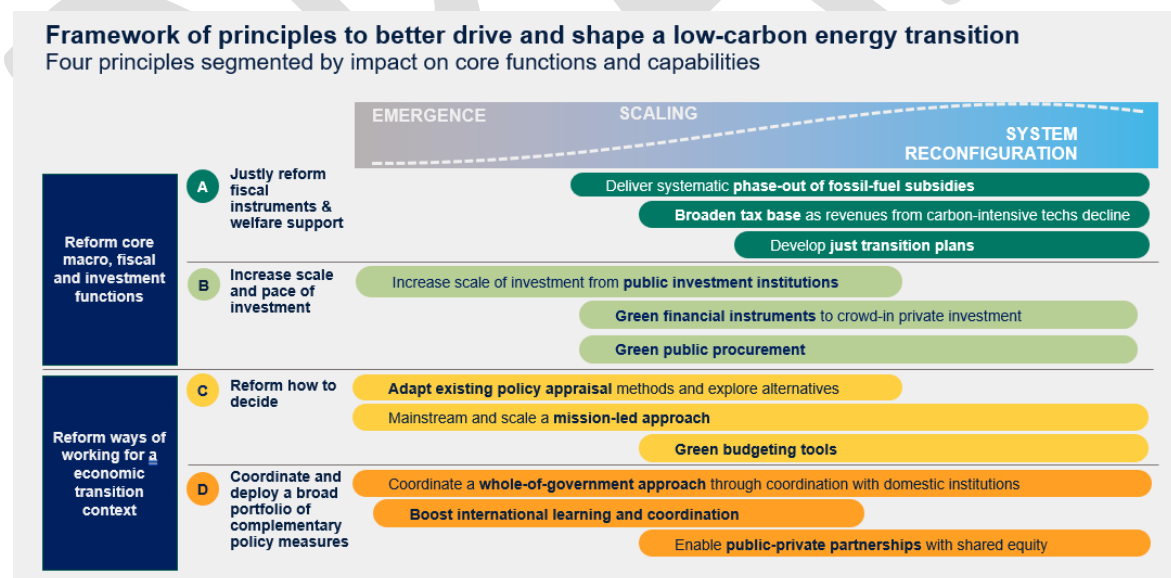 Framework of principles to better drive and shape a low-carbon energy transition
Four principles segmented by impact on core functions and capabilities
EMERGENCE
SCALING
SYSTEM
RECONFIGURATION
Reform core
macro, fiscal
and investment
functions
A
Justly reform
fiscal
instruments &
welfare support
Deliver systematic phase-out of fossil-fuel subsidies
Broaden tax base as revenues from carbon-intensive techs decline
Develop just transition plans
B
Increase scale
and pace of
investment
Increase scale of investment from public investment institutions
Green financial instruments to crowd-in private investment
Green public procurement
Reform ways of
working for a
economic
transition
context
C
Reform how to
decide
Adapt existing policy appraisal methods and explore alternatives
Mainstream and scale a mission-led approach
Green budgeting tools
D
Coordinate and
deploy a broad
portfolio of
complementary
policy measures
Coordinate a whole-of-government approach through coordination with domestic institutions
Boost international learning and coordination
Enable public-private partnerships with shared equity